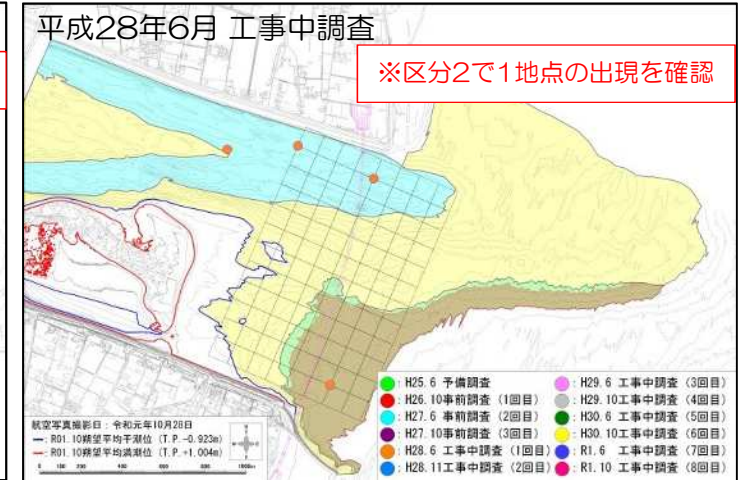 平成28年6月 工事中調査
※区分2で1地点の出現を確認
H25.6 予備調査
H26.10事前調査（1回目）
H27.6 事前調査（2回目）
H27.10事前調査（3回目）
H28.6 工事中調査（1回目）
H28.11工事中調査（2回目）
H29.6 工事中調査（3回目）
H29.10工事中調査（4回目）
H30.6 工事中調査（5回目）
H30.10工事中調査（6回目）
R1.6 工事中調査（7回目）
R1.10 工事中調査（8回目）
航空写真撮影日：令和元年10月28日
：R01.10朔望平均干潮位（T.P.-0.923m）
：R01.10朔望平均満潮位（T.P.+1.004m）